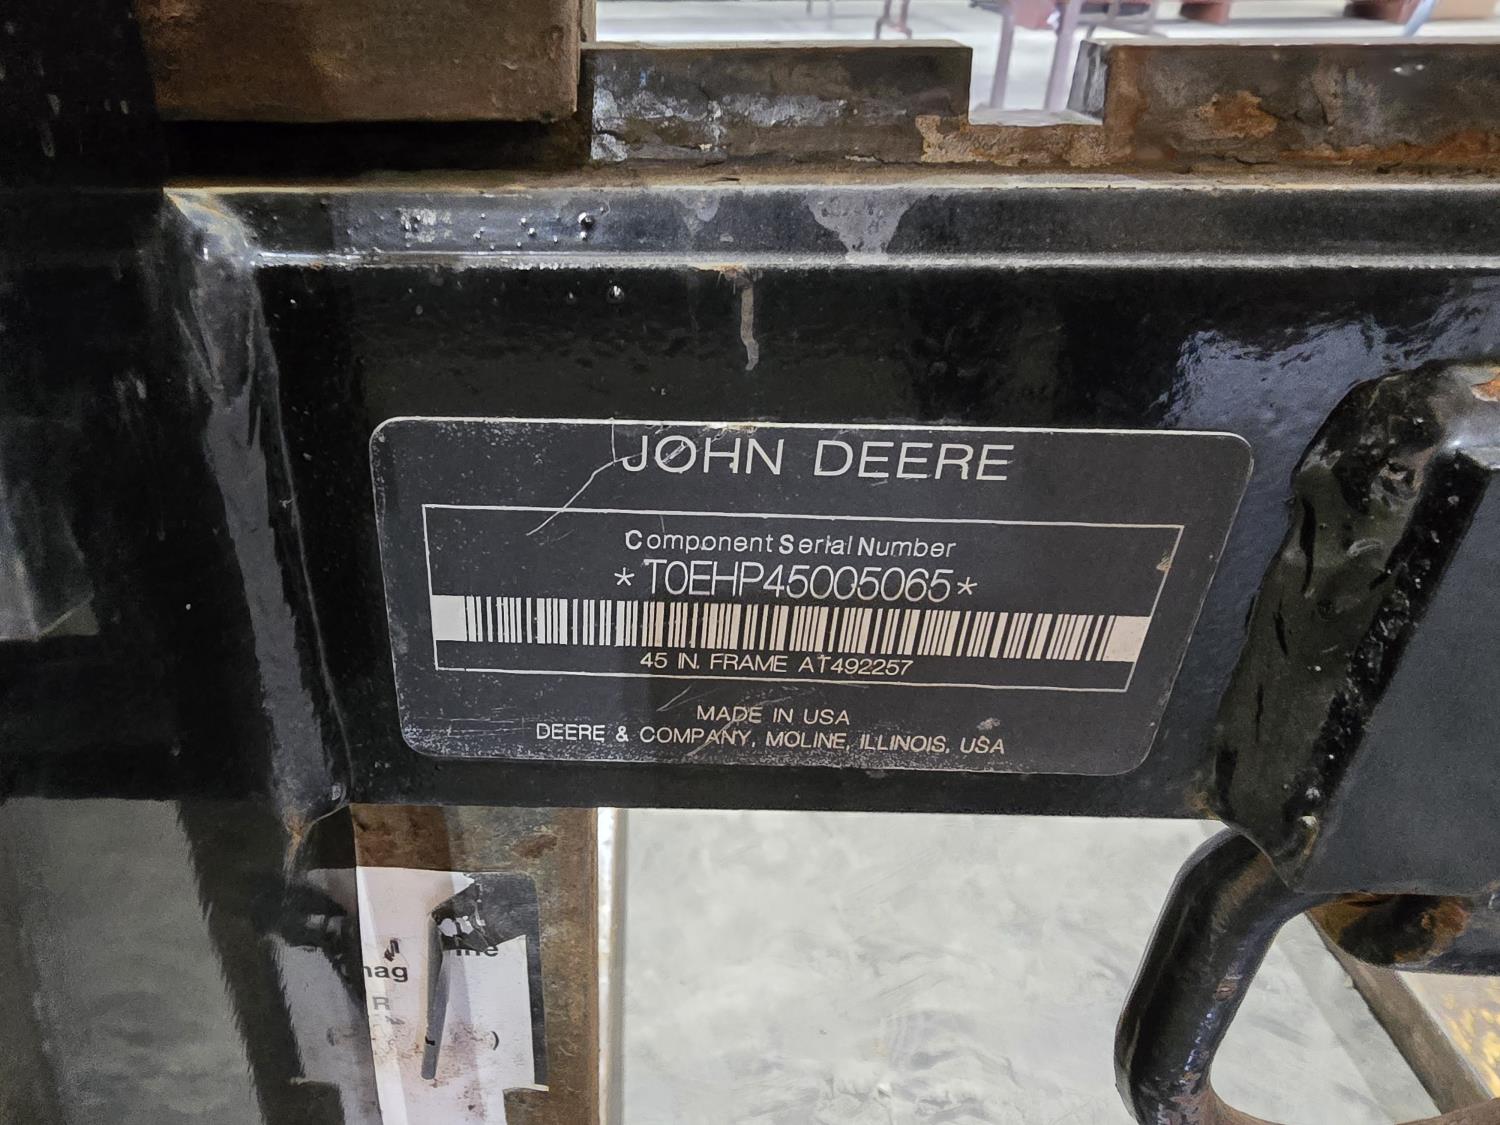 JOHN DEERE
Component Serial Number
*T0EHP45005065*
45 IN. FRAME AT492257
MADE IN USA
DEERE & COMPANY, MOLINE, ILLINOIS, USA